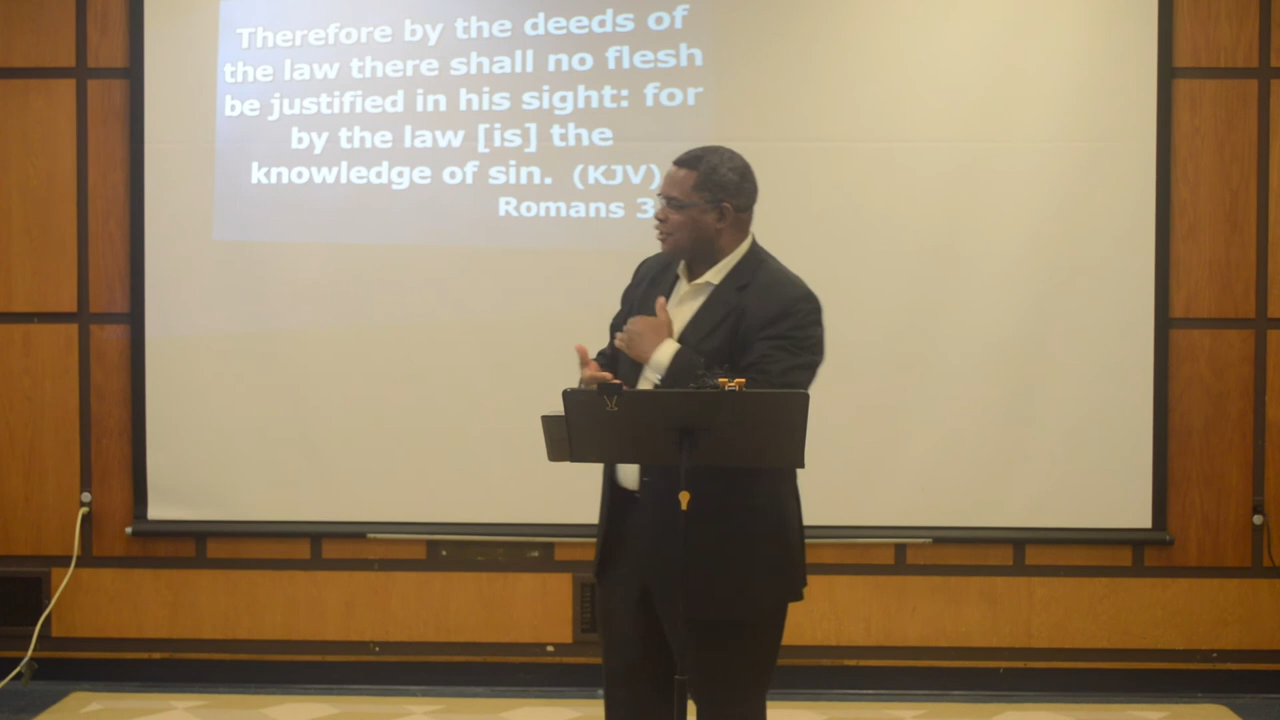 Therefore by the deeds of
the law there shall no flesh
be justified in his sight: for
by the law [is] the
knowledge of sin. (KJV)
Romans 3